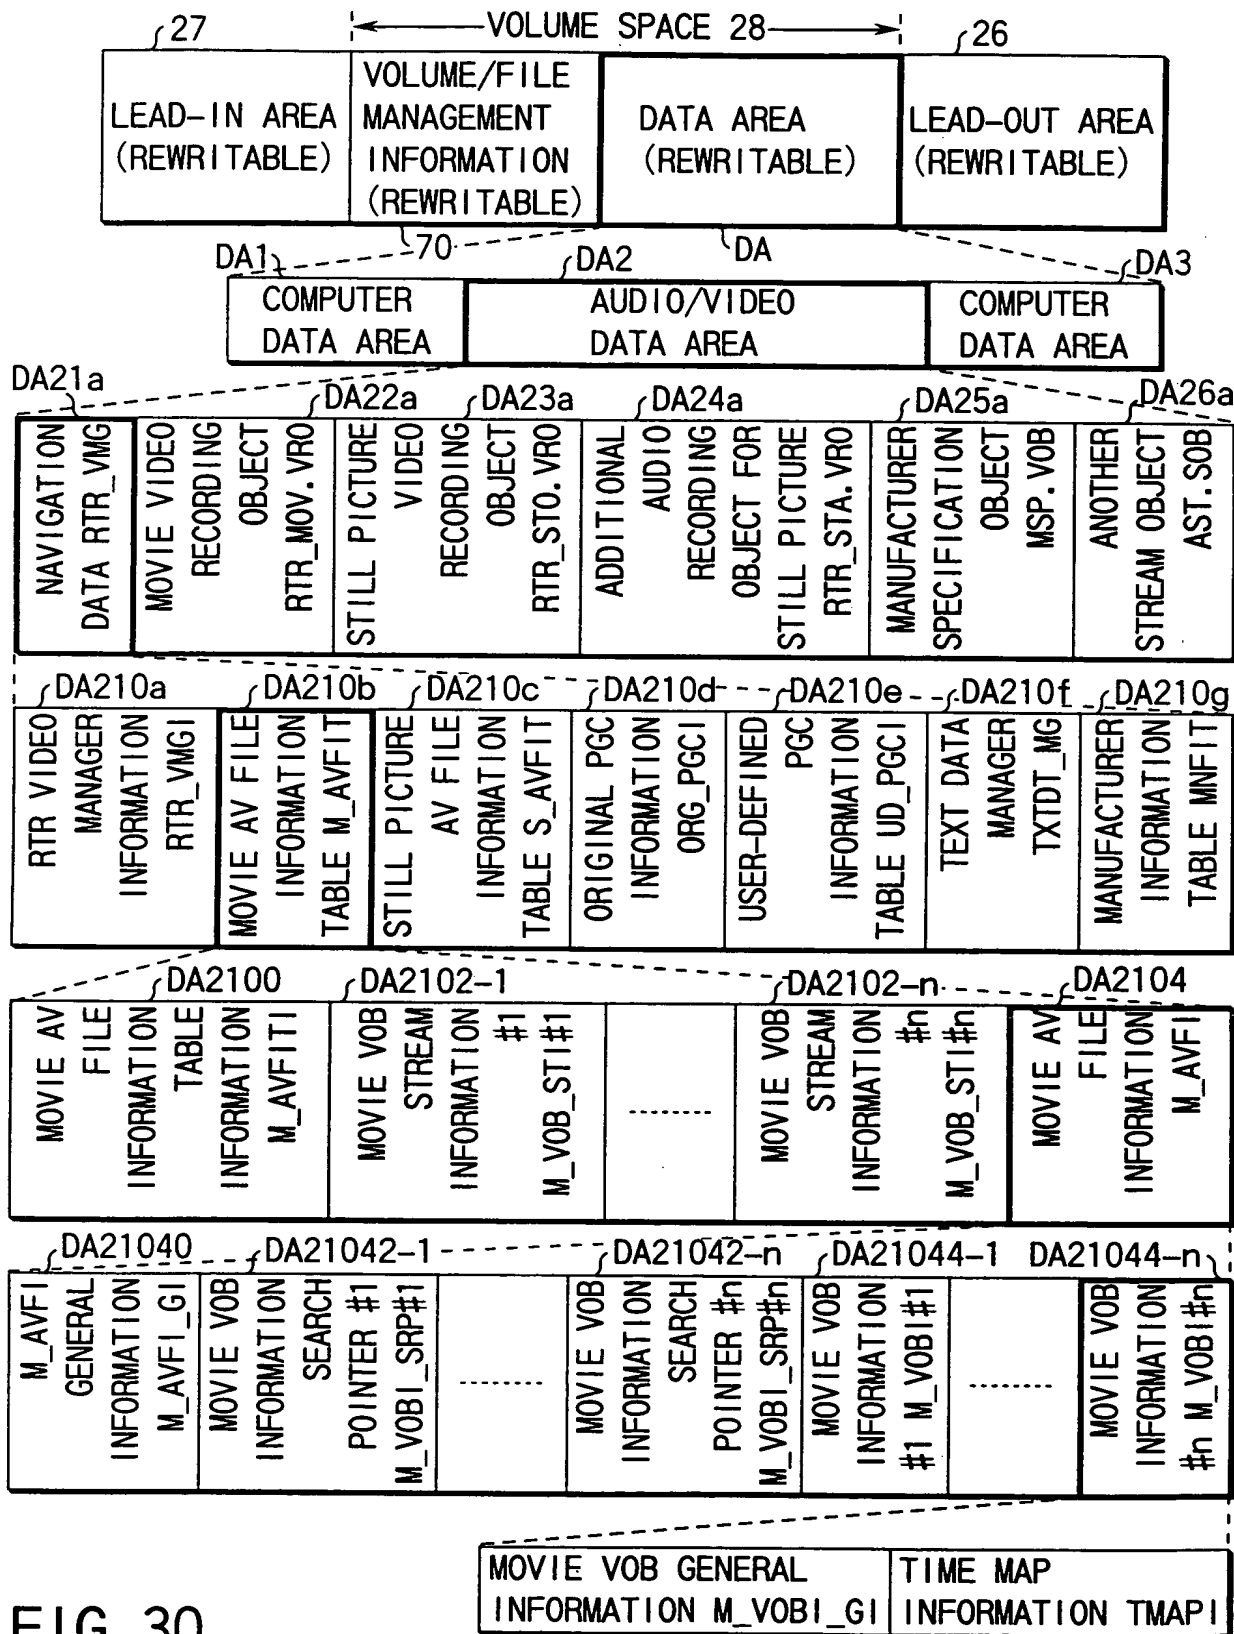 27
VOLUME SPACE 28
26
LEAD-IN AREA
(REWRITABLE)
VOLUME/FILE
MANAGEMENT
INFORMATION
(REWRITABLE)
DATA AREA
(REWRITABLE)
LEAD-OUT AREA
(REWRITABLE)
70
DA
DA1
DA2
DA3
COMPUTER
DATA AREA
AUDIO/VIDEO
DATA AREA
COMPUTER
DATA AREA
DA21a
DA22a
DA23a
DA24a
DA25a
DA26a
NAVIGATION
DATA RTR_VMG
MOVIE VIDEO
RECORDING
OBJECT
RTR_MOV.VRO
STILL PICTURE
VIDEO
RECORDING
OBJECT
RTR_STO.VRO
ADDITIONAL
AUDIO
RECORDING
OBJECT FOR
STILL PICTURE
RTR_STA.VRO
MANUFACTURER
SPECIFICATION
OBJECT
MSP.VOB
ANOTHER
STREAM OBJECT
AST.SOB
DA210a
DA210b
DA210c
DA210d
DA210e
DA210f
DA210g
RTR VIDEO
MANAGER
INFORMATION
RTR_VMGI
MOVIE AV FILE
INFORMATION
TABLE M_AVFIT
STILL PICTURE
AV FILE
INFORMATION
TABLE S_AVFIT
ORIGINAL PGC
INFORMATION
ORG_PGCI
USER-DEFINED
PGC
INFORMATION
TABLE UD_PGCI
TEXT DATA
MANAGER
TXTDT_MG
MANUFACTURER
INFORMATION
TABLE MNFIT
DA2100
DA2102-1
DA2102-n
DA2104
MOVIE AV
FILE
INFORMATION
TABLE
INFORMATION
M_AVFITI
MOVIE VOB
STREAM
INFORMATION
#1
M_VOB_STI#1
........
MOVIE VOB
STREAM
INFORMATION
#n
M_VOB_STI#n
MOVIE AV
FILE
INFORMATION
M_AVFI
DA21040
DA21042-1
DA21042-n
DA21044-1
DA21044-n
M_AVFI
GENERAL
INFORMATION
M_AVFI_GI
MOVIE VOB
INFORMATION
SEARCH
POINTER #1
M_VOBI_SRP#1
........
MOVIE VOB
INFORMATION
SEARCH
POINTER #n
M_VOBI_SRP#n
MOVIE VOB
INFORMATION
#1 M_VOBI#1
........
MOVIE VOB
INFORMATION
#n M_VOBI#n
MOVIE VOB GENERAL
INFORMATION M_VOBI_GI
TIME MAP
INFORMATION TMAPI
FIG. 30